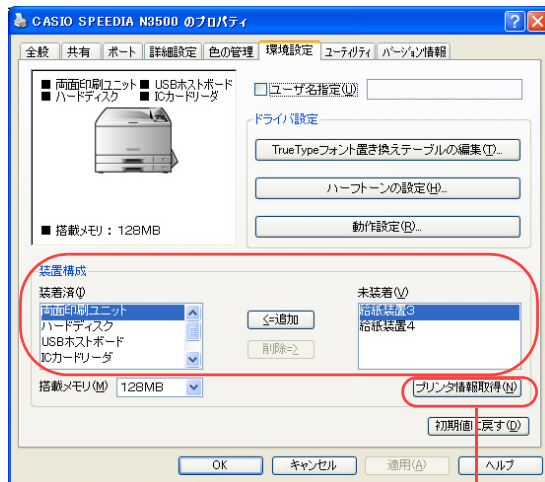 CASIO SPEEDIA N3500 のプロパティ
全般 共有 ポート 詳細設定 色の管理 環境設定 ユーティリティ バージョン情報
■ 両面印刷ユニット ■ USBホストボード
■ ハードディスク ■ ICカードリーダ
■ 搭載メモリ : 128MB
ユーザ名指定(U)
ドライバ設定
TrueTypeフォント置き換えテーブルの編集(T)...
ハーフトーンの設定(H)...
動作設定(R)...
装置構成
装着済(I)
両面印刷ユニット
ハードディスク
USBホストボード
ICカードリーダ
<=追加
削除=>
未装着(V)
給紙装置3
給紙装置4
搭載メモリ(M) 128MB
プリンタ情報取得(N)
初期値に戻す(D)
OK キャンセル 適用(A) ヘルプ